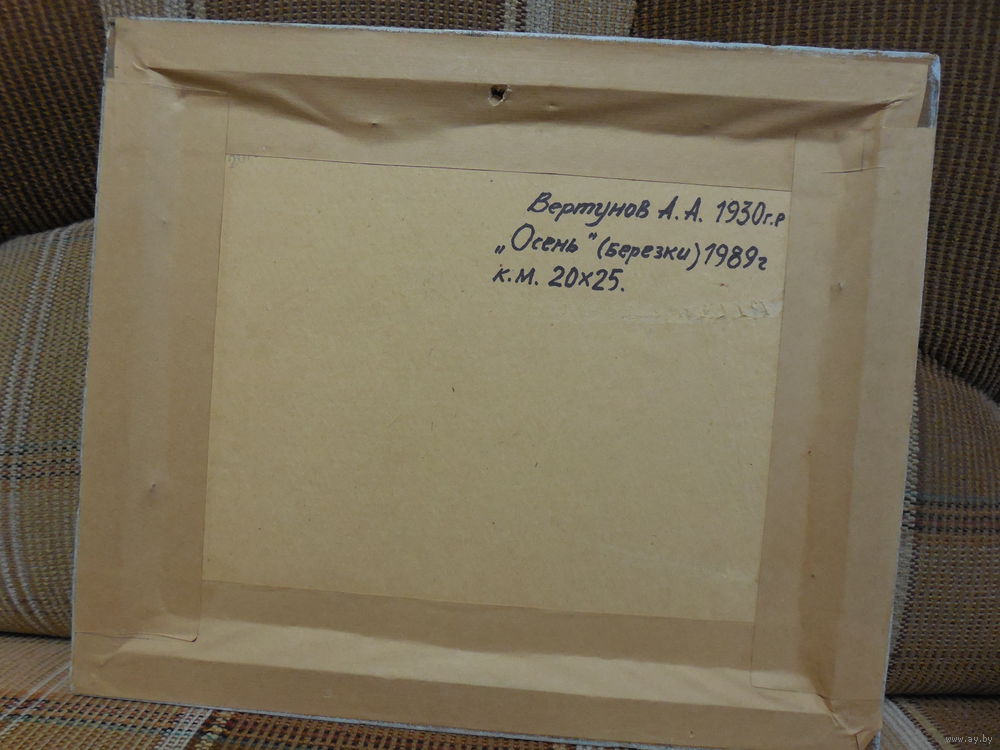 Вертунов А.А. 1930г.р
„Осень" (березки) 1989г
к.м. 20х25.
www.ay.by